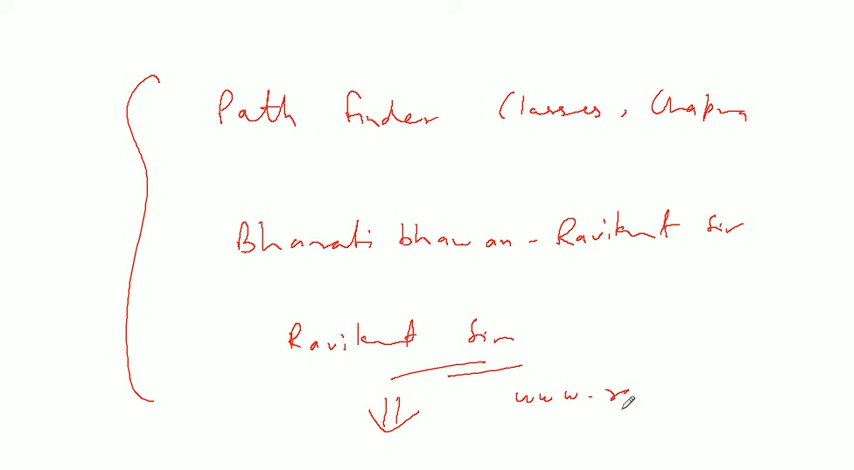 Path finder Classes, Chapra
Bharati bhawan - Ravikant Sir
Ravikant Sir
www.